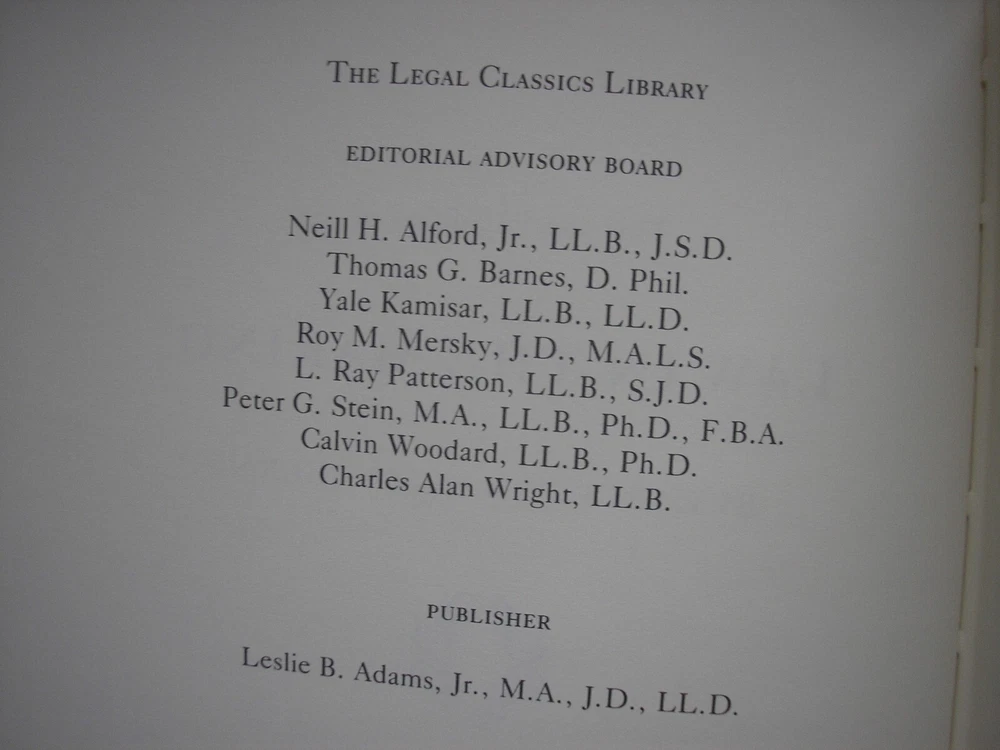 The Legal Classics Library
EDITORIAL ADVISORY BOARD
Neill H. Alford, Jr., LL.B., J.S.D.
Thomas G. Barnes, D. Phil.
Yale Kamisar, LL.B., LL.D.
Roy M. Mersky, J.D., M.A.L.S.
L. Ray Patterson, LL.B., S.J.D.
Peter G. Stein, M.A., LL.B., Ph.D., F.B.A.
Calvin Woodard, LL.B., Ph.D.
Charles Alan Wright, LL.B.
PUBLISHER
Leslie B. Adams, Jr., M.A., J.D., LL.D.